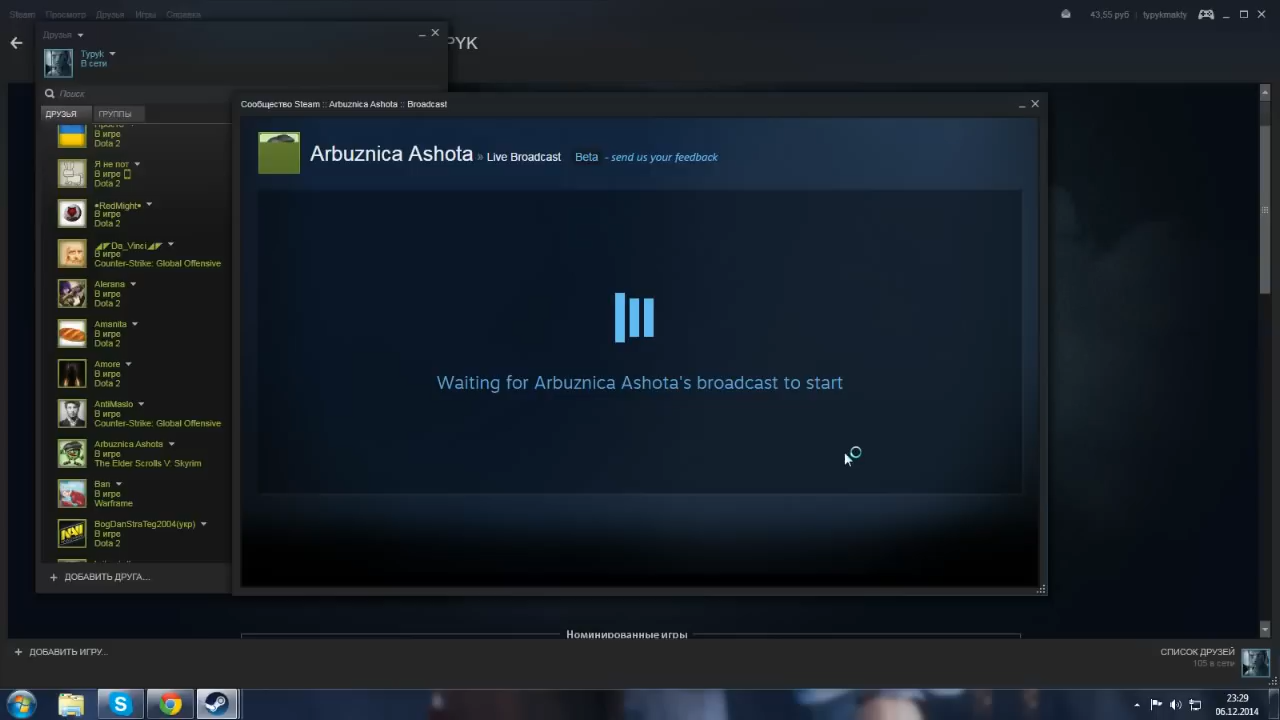 Steam Просмотр Друзья Игры Справка
43,55 руб typykmakty
Друзья
РУК
Typyk
В сети
Поиск
ДРУЗЬЯ ГРУППЫ
В игре
Dota 2
Я не пот
В игре
Dota 2
•RedMight•
В игре
Dota 2
◢◤Da_Vinci◢◤
В игре
Counter-Strike: Global Offensive
Alerana
В игре
Dota 2
Amanita
В игре
Dota 2
Amore
В игре
Dota 2
AntiMaslo
В игре
Counter-Strike: Global Offensive
Arbuznica Ashota
В игре
The Elder Scrolls V: Skyrim
Ban
В игре
Warframe
BogDanStraTeg2004(укр)
В игре
Dota 2
+ ДОБАВИТЬ ДРУГА...
Сообщество Steam :: Arbuznica Ashota :: Broadcast
Arbuznica Ashota » Live Broadcast Beta - send us your feedback
Waiting for Arbuznica Ashota's broadcast to start
Номинированные игры
+ ДОБАВИТЬ ИГРУ...
СПИСОК ДРУЗЕЙ
105 в сети
23:29
06.12.2014